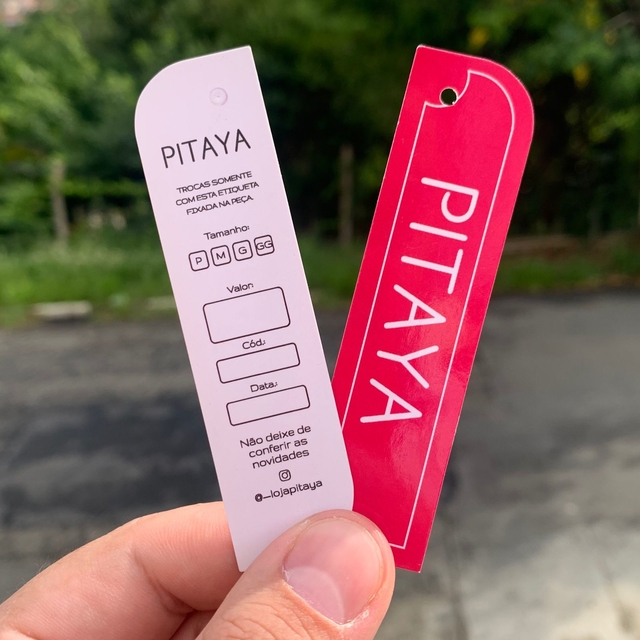 PITAYA
TROCAS SOMENTE
COM ESTA ETIQUETA
FIXADA NA PEÇA.
Tamanho:
P M G GG
Valor:
Cód.:
Data.:
Não deixe de
conferir as
novidades
@_lojapitaya
PITAYA